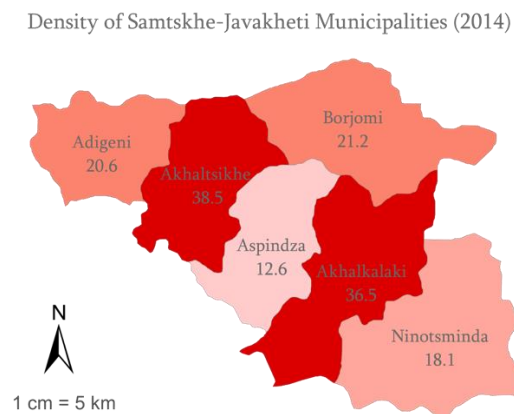 Density of Samtskhe-Javakheti Municipalities (2014)
Borjomi
21.2
Adigeni
20.6
Akhaltsikhe
38.5
Aspindza
12.6
Akhalkalaki
36.5
Ninotsminda
18.1
N
1 cm = 5 km